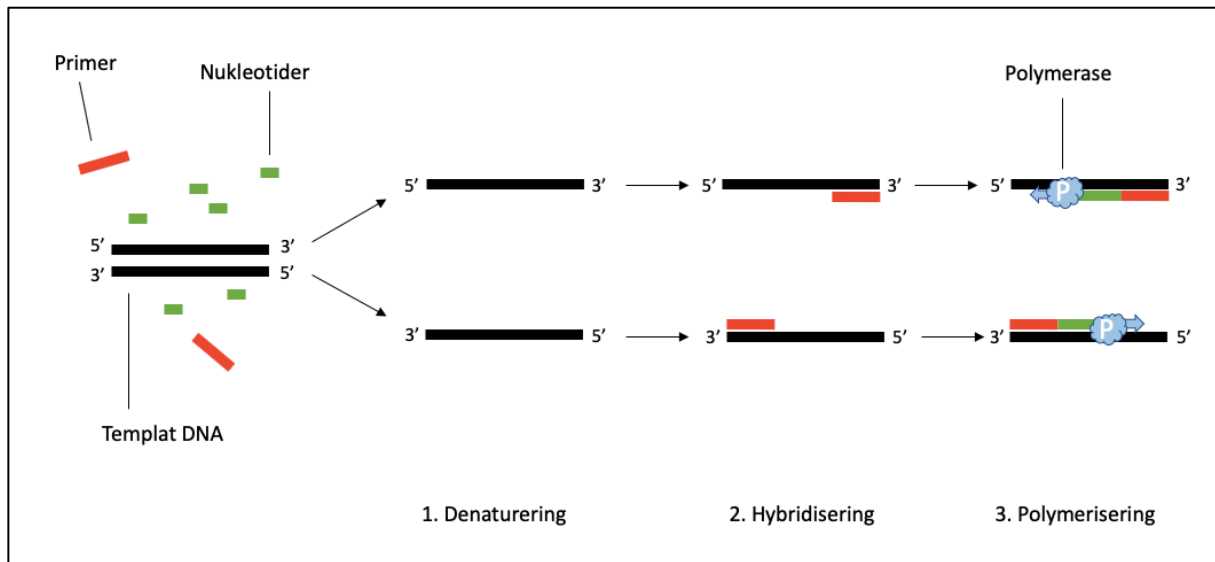 Primer
Nukleotider
Polymerase
5’ 3’ 5’ 3’ 5’ P 3’
5’ 3’
3’ 5’
3’ 5’ 3’ 5’ 3’ P 5’
Templat DNA
1. Denaturering
2. Hybridisering
3. Polymerisering